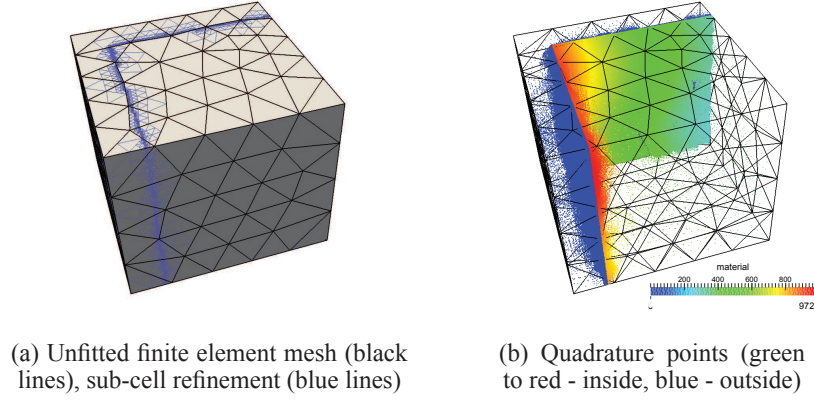 material
200 400 600 800
972
(a) Unfitted finite element mesh (black
lines), sub-cell refinement (blue lines)
(b) Quadrature points (green
to red - inside, blue - outside)